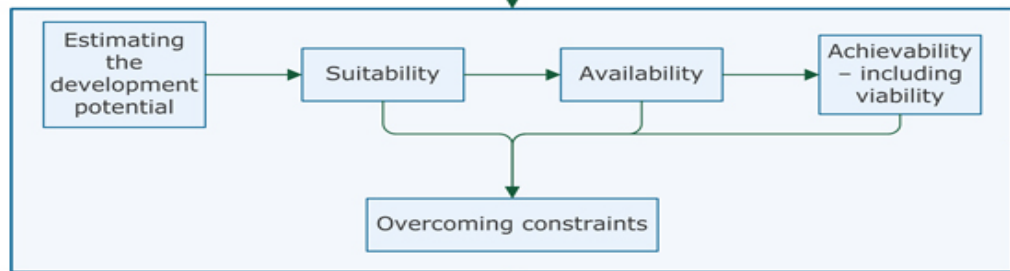 Estimating
the
development
potential
Suitability
Availability
Achievability
– including
viability
Overcoming constraints